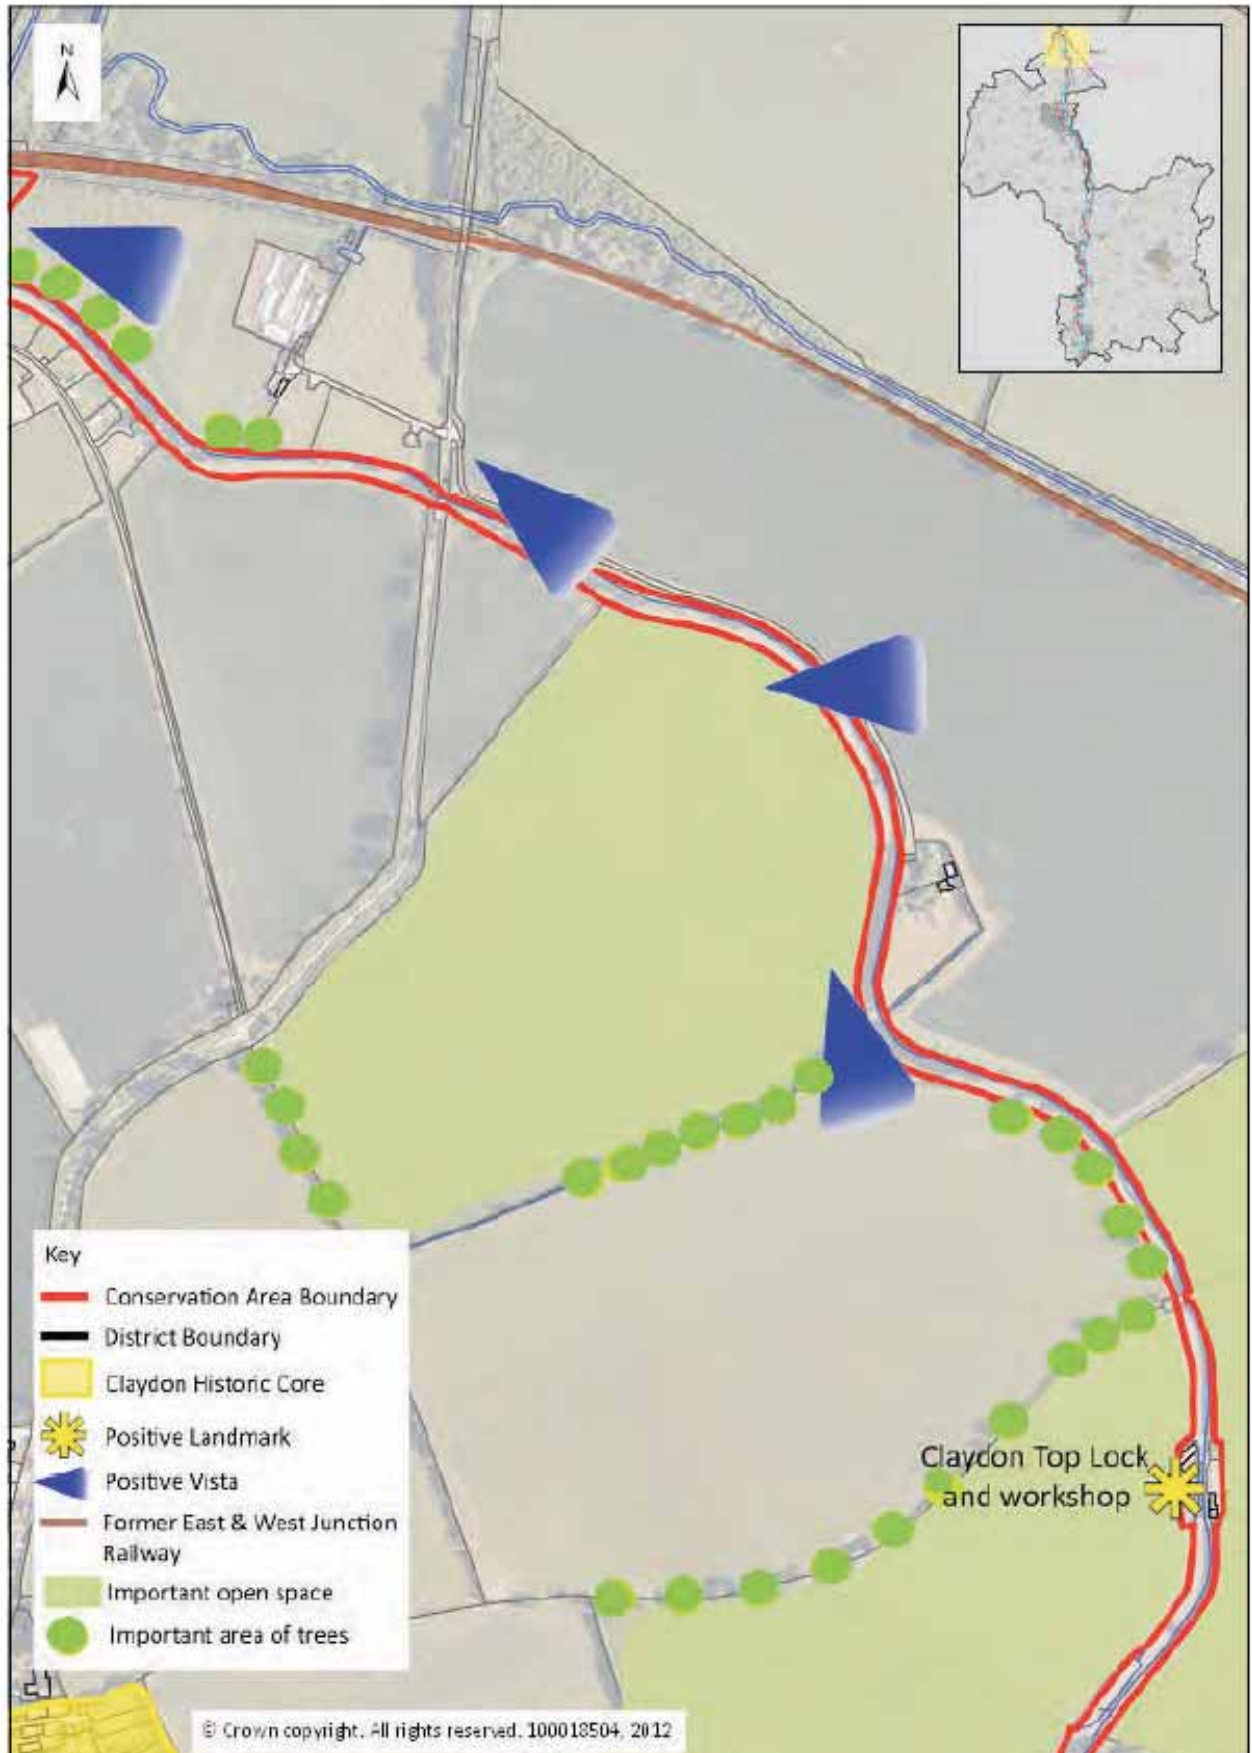 N
Claydon Top Lock
and workshop
Key
Conservation Area Boundary
District Boundary
Claydon Historic Core
Positive Landmark
Positive Vista
Former East & West Junction
Railway
Important open space
Important area of trees
© Crown copyright. All rights reserved. 100018504, 2012